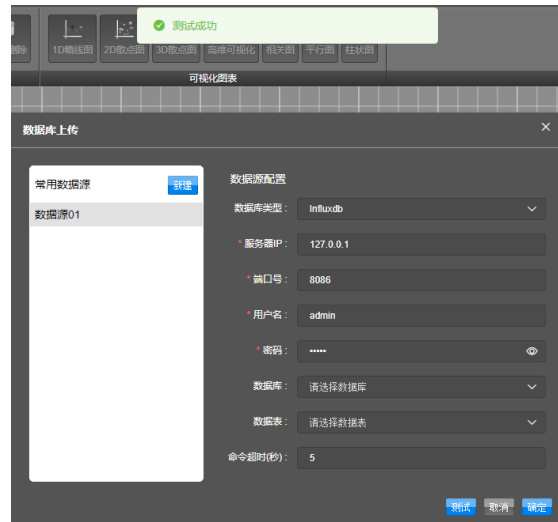 测试成功
删除 1D蜡线图 2D散点图 3D散点图 高维可视化 相关图 平行图 柱状图
可视化图表
数据库上传
常用数据源 新建
数据源01
数据源配置
数据库类型: Influxdb
* 服务器IP: 127.0.0.1
* 端口号: 8086
* 用户名: admin
* 密码: •••••
数据库: 请选择数据库
数据表: 请选择数据表
命令超时(秒): 5
测试 取消 确定